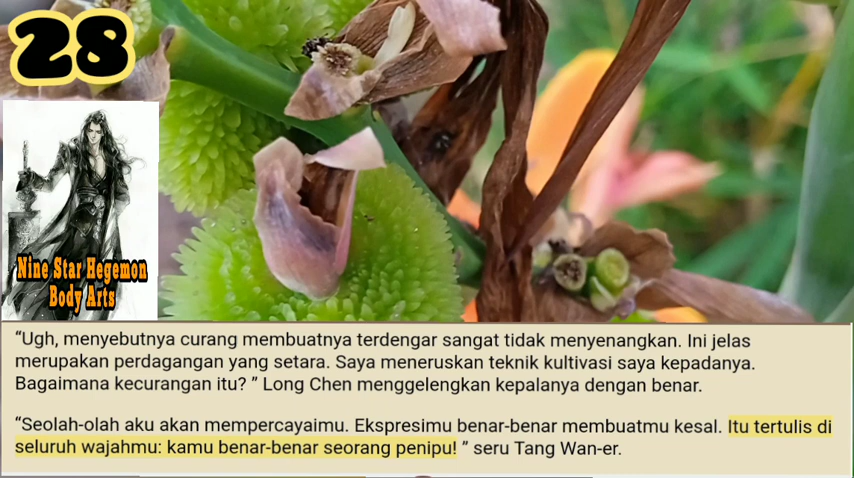 28
Nine Star Hegemon
Body Arts
“Ugh, menyebutnya curang membuatnya terdengar sangat tidak menyenangkan. Ini jelas
merupakan perdagangan yang setara. Saya meneruskan teknik kultivasi saya kepadanya.
Bagaimana kecurangan itu? ” Long Chen menggelengkan kepalanya dengan benar.
“Seolah-olah aku akan mempercayaimu. Ekspresimu benar-benar membuatmu kesal. Itu tertulis di
seluruh wajahmu: kamu benar-benar seorang penipu! ” seru Tang Wan-er.